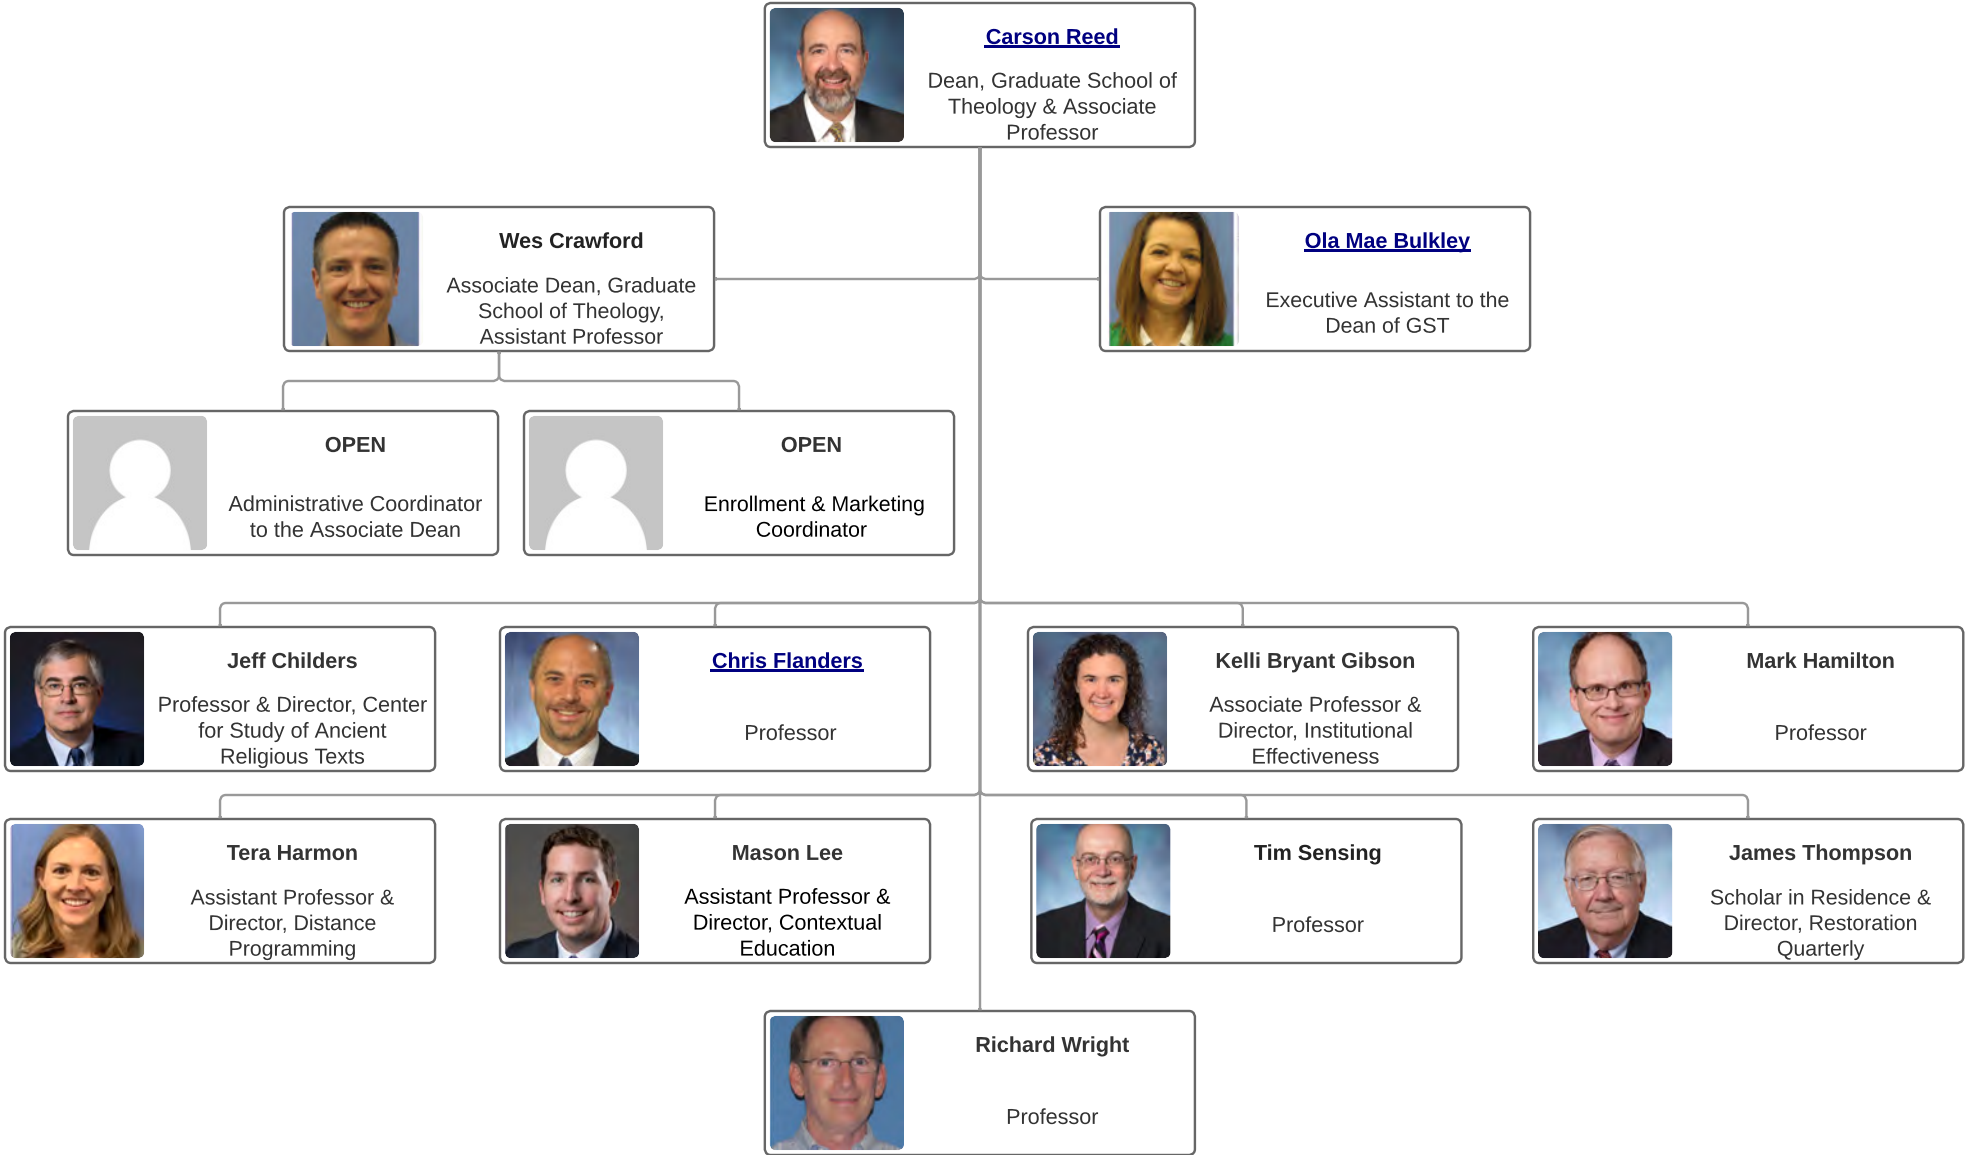 Carson Reed
Dean, Graduate School of
Theology & Associate
Professor
Wes Crawford
Associate Dean, Graduate
School of Theology,
Assistant Professor
Ola Mae Bulkley
Executive Assistant to the
Dean of GST
OPEN
Administrative Coordinator
to the Associate Dean
OPEN
Enrollment & Marketing
Coordinator
Jeff Childers
Professor & Director, Center
for Study of Ancient
Religious Texts
Chris Flanders
Professor
Kelli Bryant Gibson
Associate Professor &
Director, Institutional
Effectiveness
Mark Hamilton
Professor
Tera Harmon
Assistant Professor &
Director, Distance
Programming
Mason Lee
Assistant Professor &
Director, Contextual
Education
Tim Sensing
Professor
James Thompson
Scholar in Residence &
Director, Restoration
Quarterly
Richard Wright
Professor